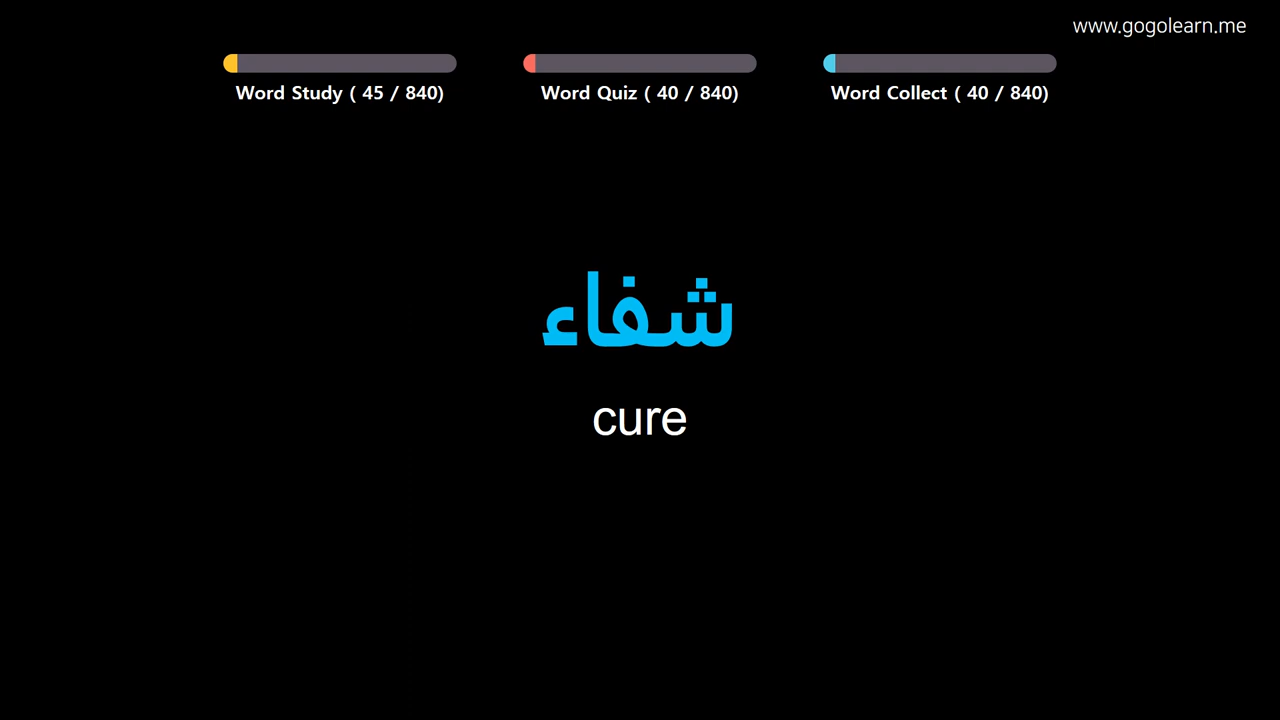 www.gogolearn.me
Word Study ( 45 / 840)
Word Quiz ( 40 / 840)
Word Collect ( 40 / 840)
شفاء
cure